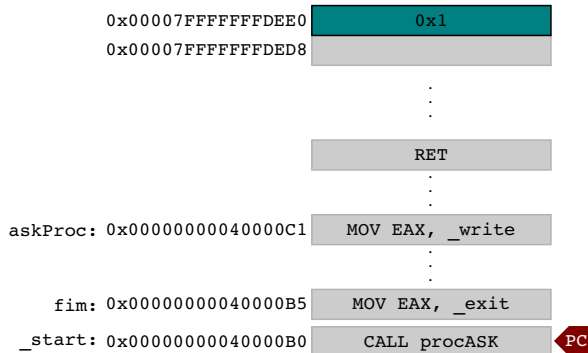 0x00007FFFFFFFDEE0 0x1
0x00007FFFFFFFDED8
RET
askProc: 0x00000000040000C1 MOV EAX, _write
fim: 0x00000000040000B5 MOV EAX, _exit
_start: 0x00000000040000B0 CALL procASK PC